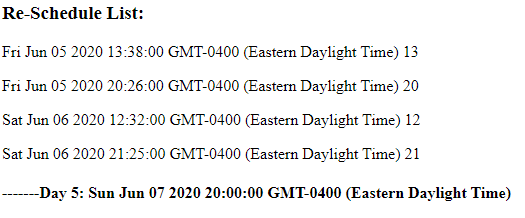 Re-Schedule List:
Fri Jun 05 2020 13:38:00 GMT-0400 (Eastern Daylight Time) 13
Fri Jun 05 2020 20:26:00 GMT-0400 (Eastern Daylight Time) 20
Sat Jun 06 2020 12:32:00 GMT-0400 (Eastern Daylight Time) 12
Sat Jun 06 2020 21:25:00 GMT-0400 (Eastern Daylight Time) 21
-------Day 5: Sun Jun 07 2020 20:00:00 GMT-0400 (Eastern Daylight Time)